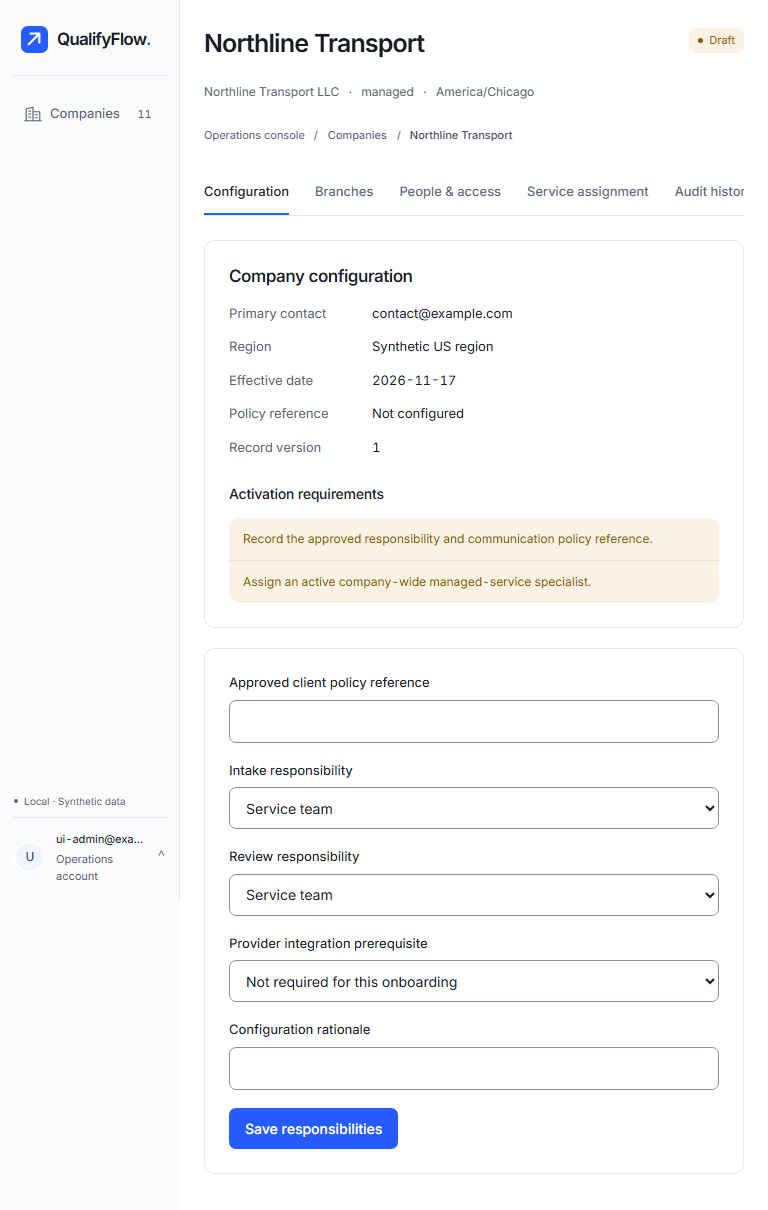 QualifyFlow.
Companies 11
Local · Synthetic data
U
ui-admin@exa...
Operations
account
^
Northline Transport
Draft
Northline Transport LLC · managed · America/Chicago
Operations console / Companies / Northline Transport
Configuration Branches People & access Service assignment Audit histor
Company configuration
Primary contact contact@example.com
Region Synthetic US region
Effective date 2026-11-17
Policy reference Not configured
Record version 1
Activation requirements
Record the approved responsibility and communication policy reference.
Assign an active company-wide managed-service specialist.
Approved client policy reference
Intake responsibility
Service team
Review responsibility
Service team
Provider integration prerequisite
Not required for this onboarding
Configuration rationale
Save responsibilities